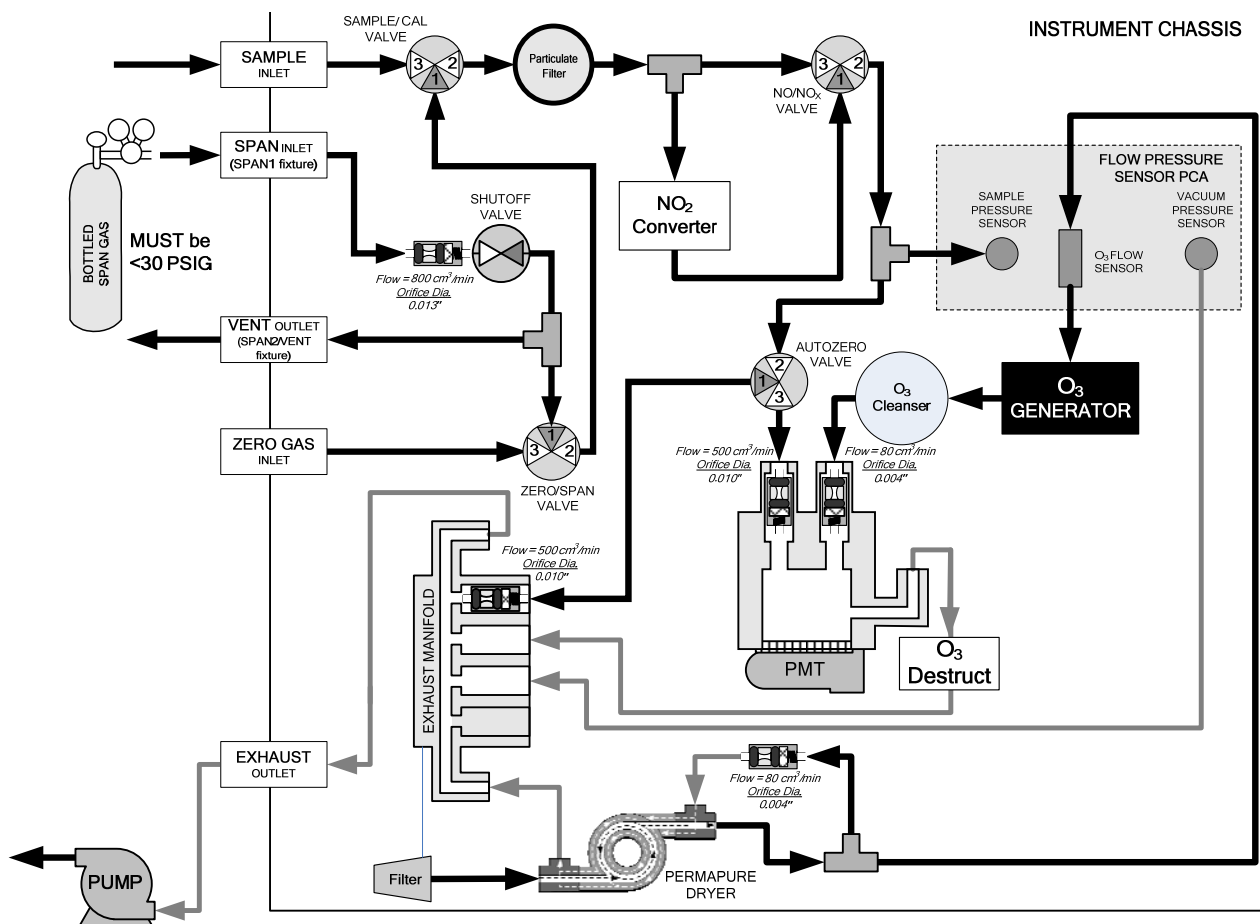 INSTRUMENT CHASSIS
SAMPLE/CAL
VALVE
SAMPLE
INLET
3
2
1
Particulate
Filter
3
2
1
NO/NOX
VALVE
SPAN INLET
(SPAN1 fixture)
BOTTLED
SPAN GAS
MUST be
<30 PSIG
SHUTOFF
VALVE
Flow = 800 cm³/min
Orifice Dia.
0.013"
NO₂
Converter
FLOW PRESSURE
SENSOR PCA
SAMPLE
PRESSURE
SENSOR
O₃ FLOW
SENSOR
VACUUM
PRESSURE
SENSOR
VENT OUTLET
(SPAN2/VENT
fixture)
AUTOZERO
VALVE
2
1
3
O₃
Cleanser
O₃
GENERATOR
ZERO GAS
INLET
1
3
2
ZERO/SPAN
VALVE
Flow = 500 cm³/min
Orifice Dia.
0.010"
Flow = 80 cm³/min
Orifice Dia.
0.004"
Flow = 500 cm³/min
Orifice Dia.
0.010"
EXHAUST MANIFOLD
PMT
O₃
Destruct
EXHAUST
OUTLET
Flow = 80 cm³/min
Orifice Dia.
0.004"
PUMP
Filter
PERMAPURE
DRYER